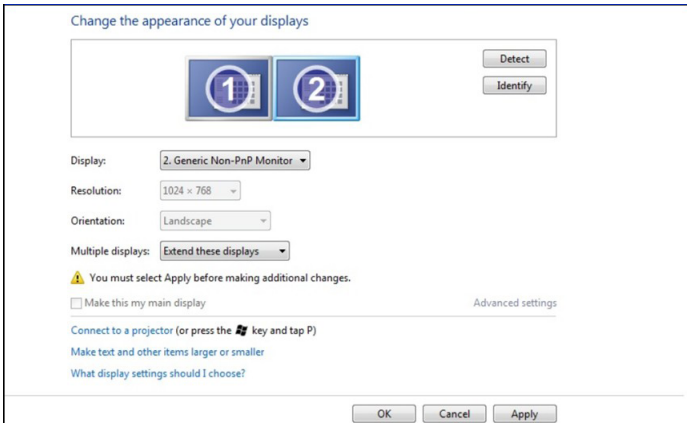 Change the appearance of your displays
Detect
1 2
Identify
Display: 2. Generic Non-PnP Monitor
Resolution: 1024 × 768
Orientation: Landscape
Multiple displays: Extend these displays
You must select Apply before making additional changes.
Make this my main display Advanced settings
Connect to a projector (or press the key and tap P)
Make text and other items larger or smaller
What display settings should I choose?
OK Cancel Apply